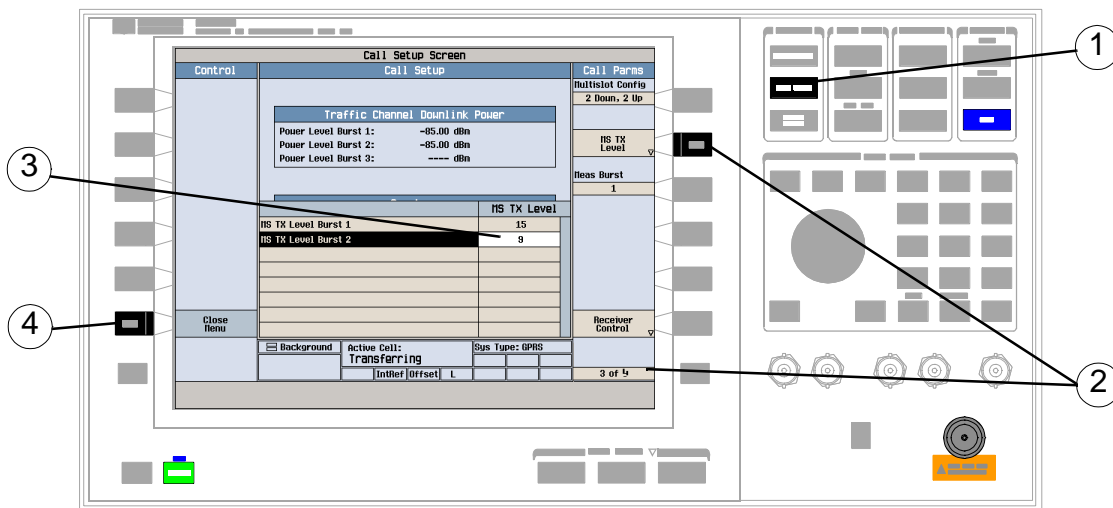 Call Setup Screen
Control
Call Setup
Call Parms
Multislot Config
2 Down, 2 Up
Traffic Channel Downlink Power
Power Level Burst 1: -85.00 dBm
Power Level Burst 2: -85.00 dBm
Power Level Burst 3: ---- dBm
MS TX
Level
Meas Burst
1
MS TX Level
MS TX Level Burst 1 15
MS TX Level Burst 2 9
Close
Menu
Receiver
Control
Background
Active Cell:
Transferring
Sys Type: GPRS
IntRef Offset L
3 of 4
1
2
3
4